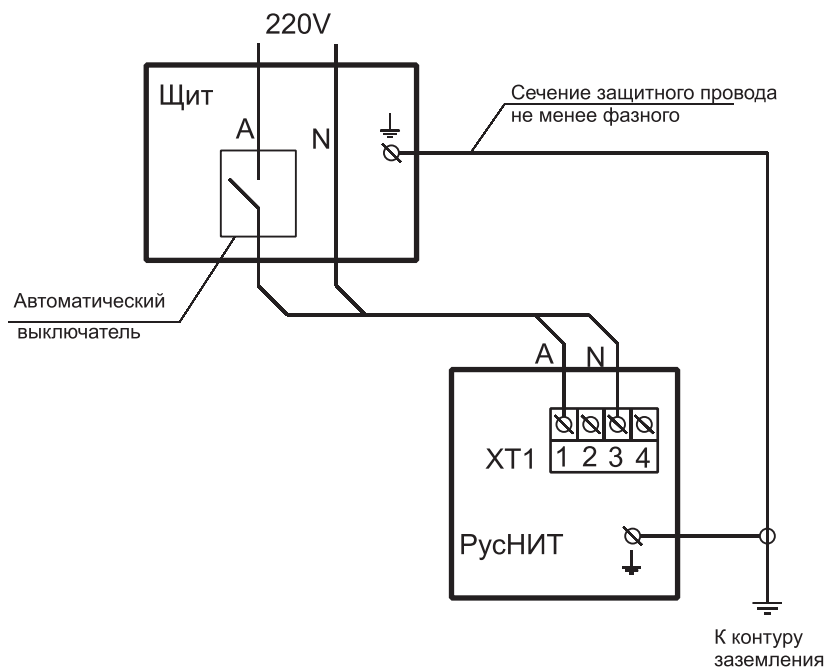 220V
Щит
A
N
Сечение защитного провода
не менее фазного
Автоматический
выключатель
A
N
XT1
1 2 3 4
РусНИТ
К контуру
заземления